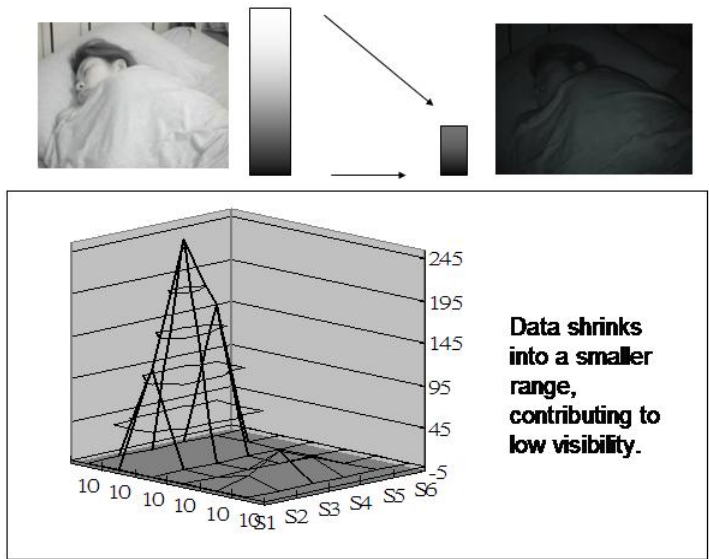 245
195
145
95
45
-5
10 10 10 10 10 10
S1 S2 S3 S4 S5 S6
Data shrinks
into a smaller
range,
contributing to
low visibility.